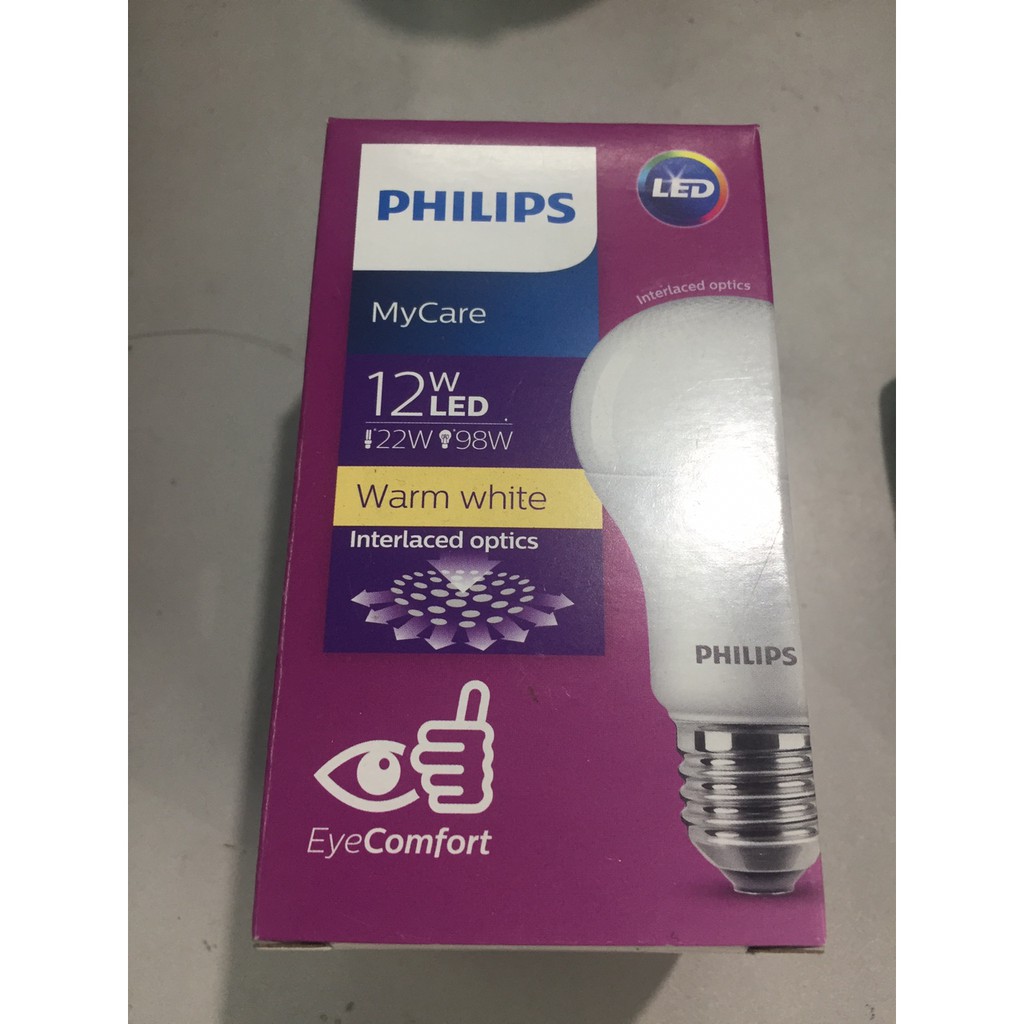 PHILIPS
LED
MyCare
Interlaced optics
12W
LED
*22W *98W
Warm white
Interlaced optics
PHILIPS
EyeComfort